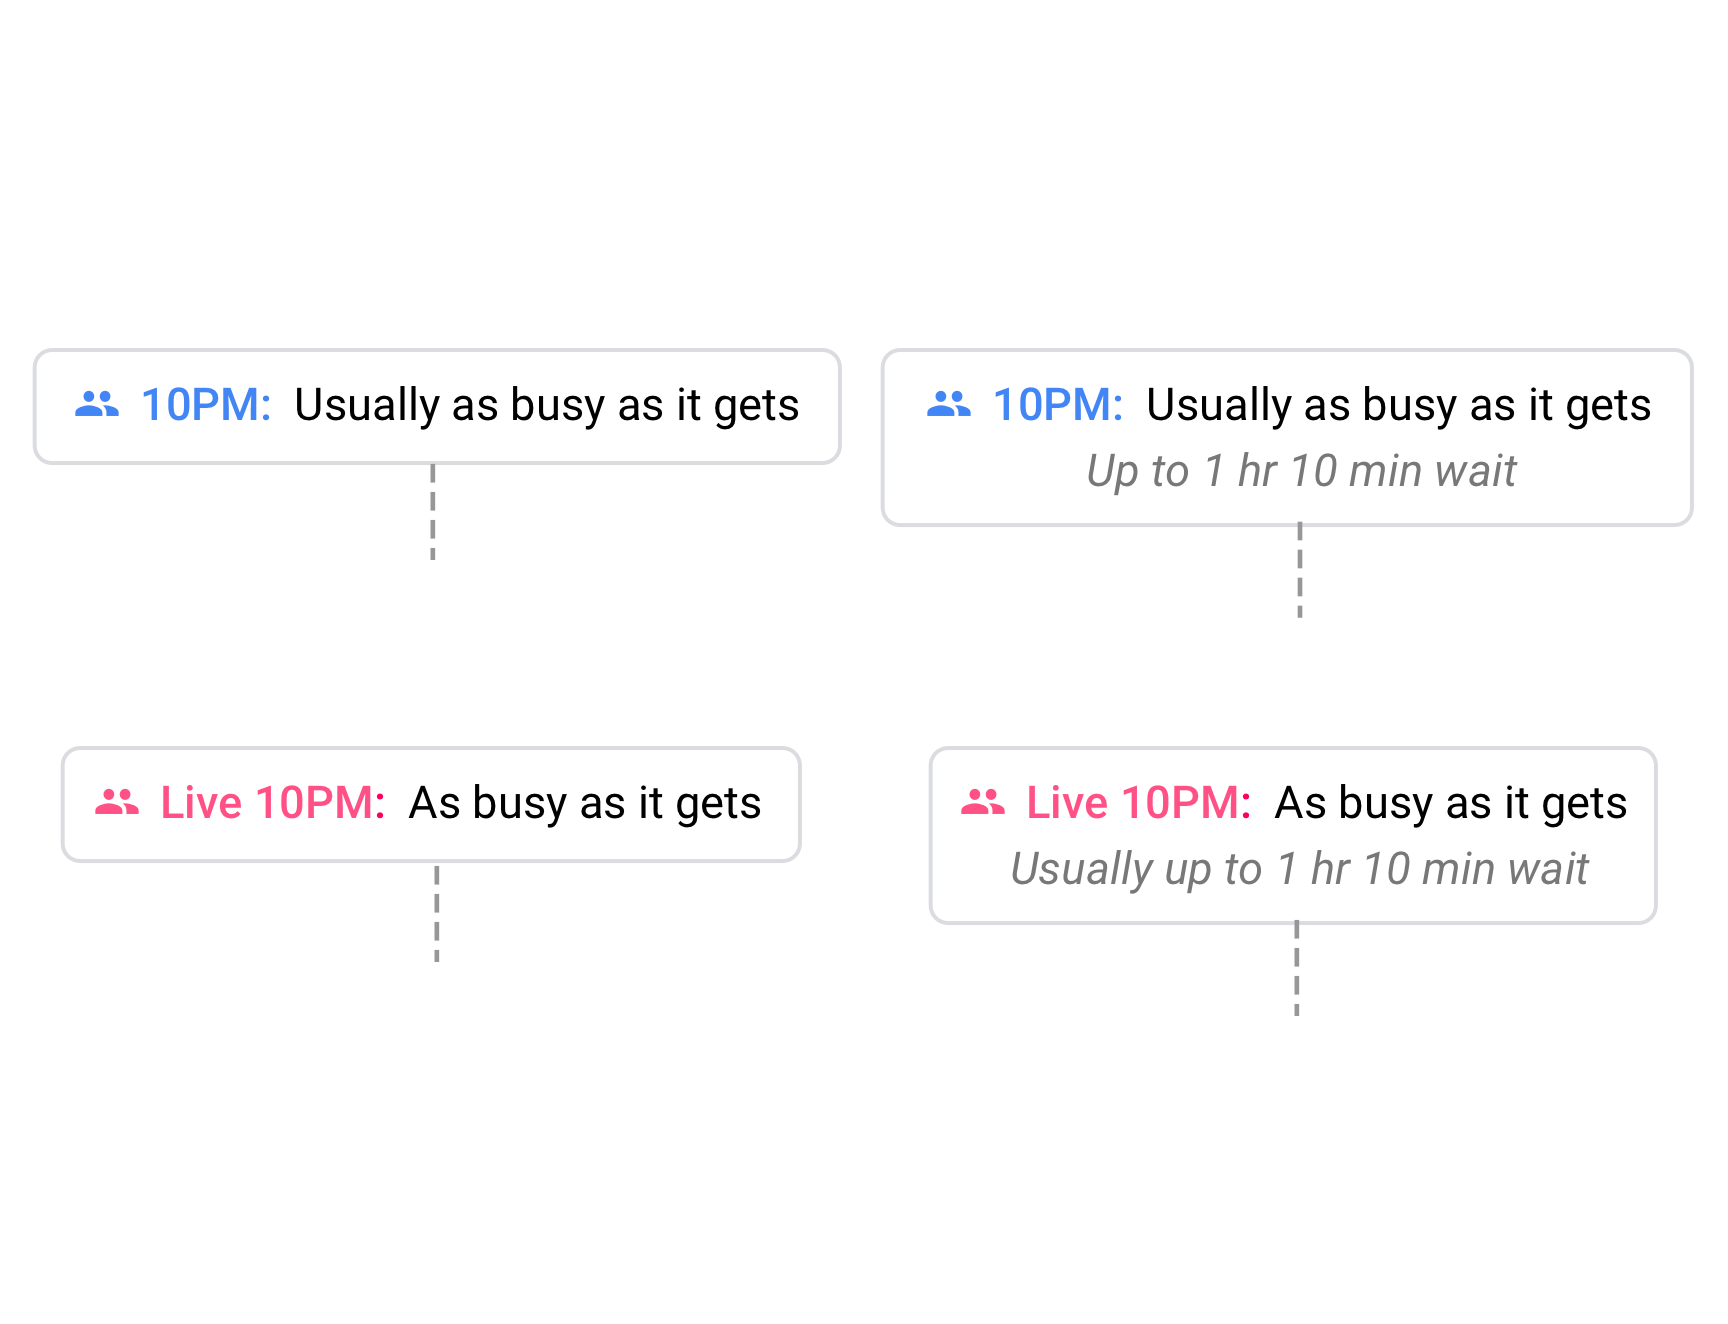 10PM: Usually as busy as it gets
10PM: Usually as busy as it gets
Up to 1 hr 10 min wait
Live 10PM: As busy as it gets
Live 10PM: As busy as it gets
Usually up to 1 hr 10 min wait